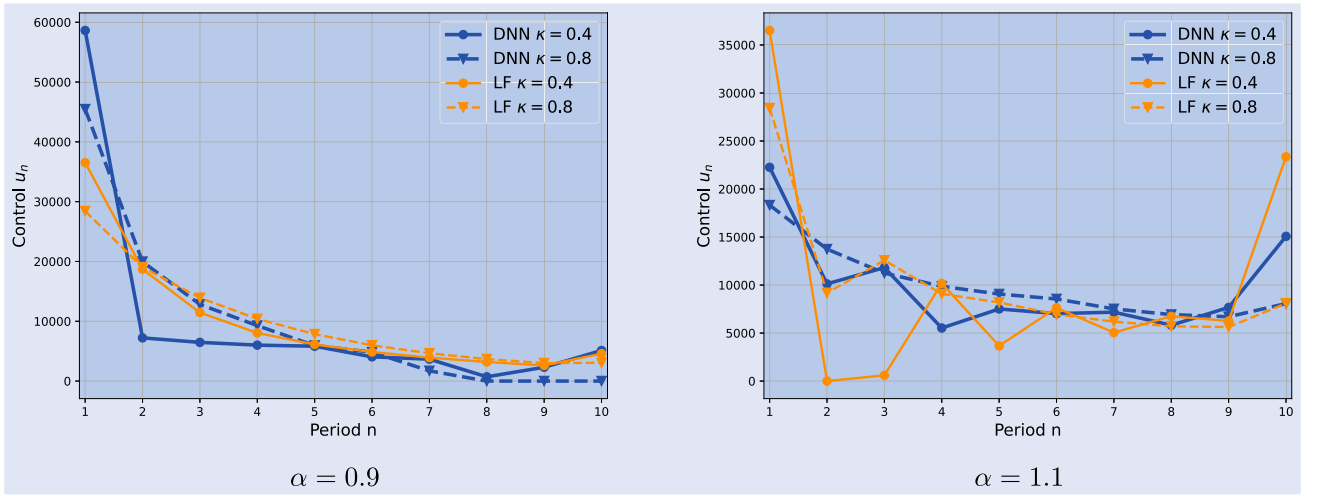 60000
50000
40000
30000
20000
10000
0
Control uₙ
DNN κ = 0.4
DNN κ = 0.8
LF κ = 0.4
LF κ = 0.8
1 2 3 4 5 6 7 8 9 10
Period n
α = 0.9
35000
30000
25000
20000
15000
10000
5000
0
Control uₙ
DNN κ = 0.4
DNN κ = 0.8
LF κ = 0.4
LF κ = 0.8
1 2 3 4 5 6 7 8 9 10
Period n
α = 1.1